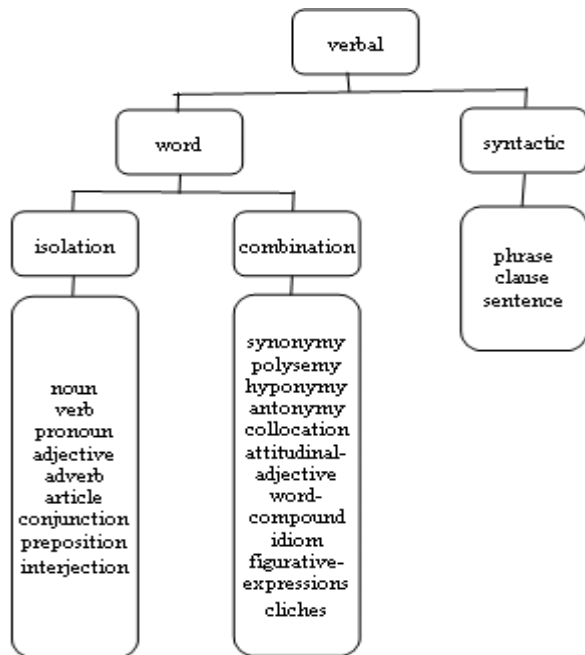 verbal
word
syntactic
isolation
combination
phrase
clause
sentence
noun
verb
pronoun
adjective
adverb
article
conjunction
preposition
interjection
synonymy
polysemy
hyponymy
antonymy
collocation
attitudinal-
adjective
word-
compound
idiom
figurative-
expressions
cliches